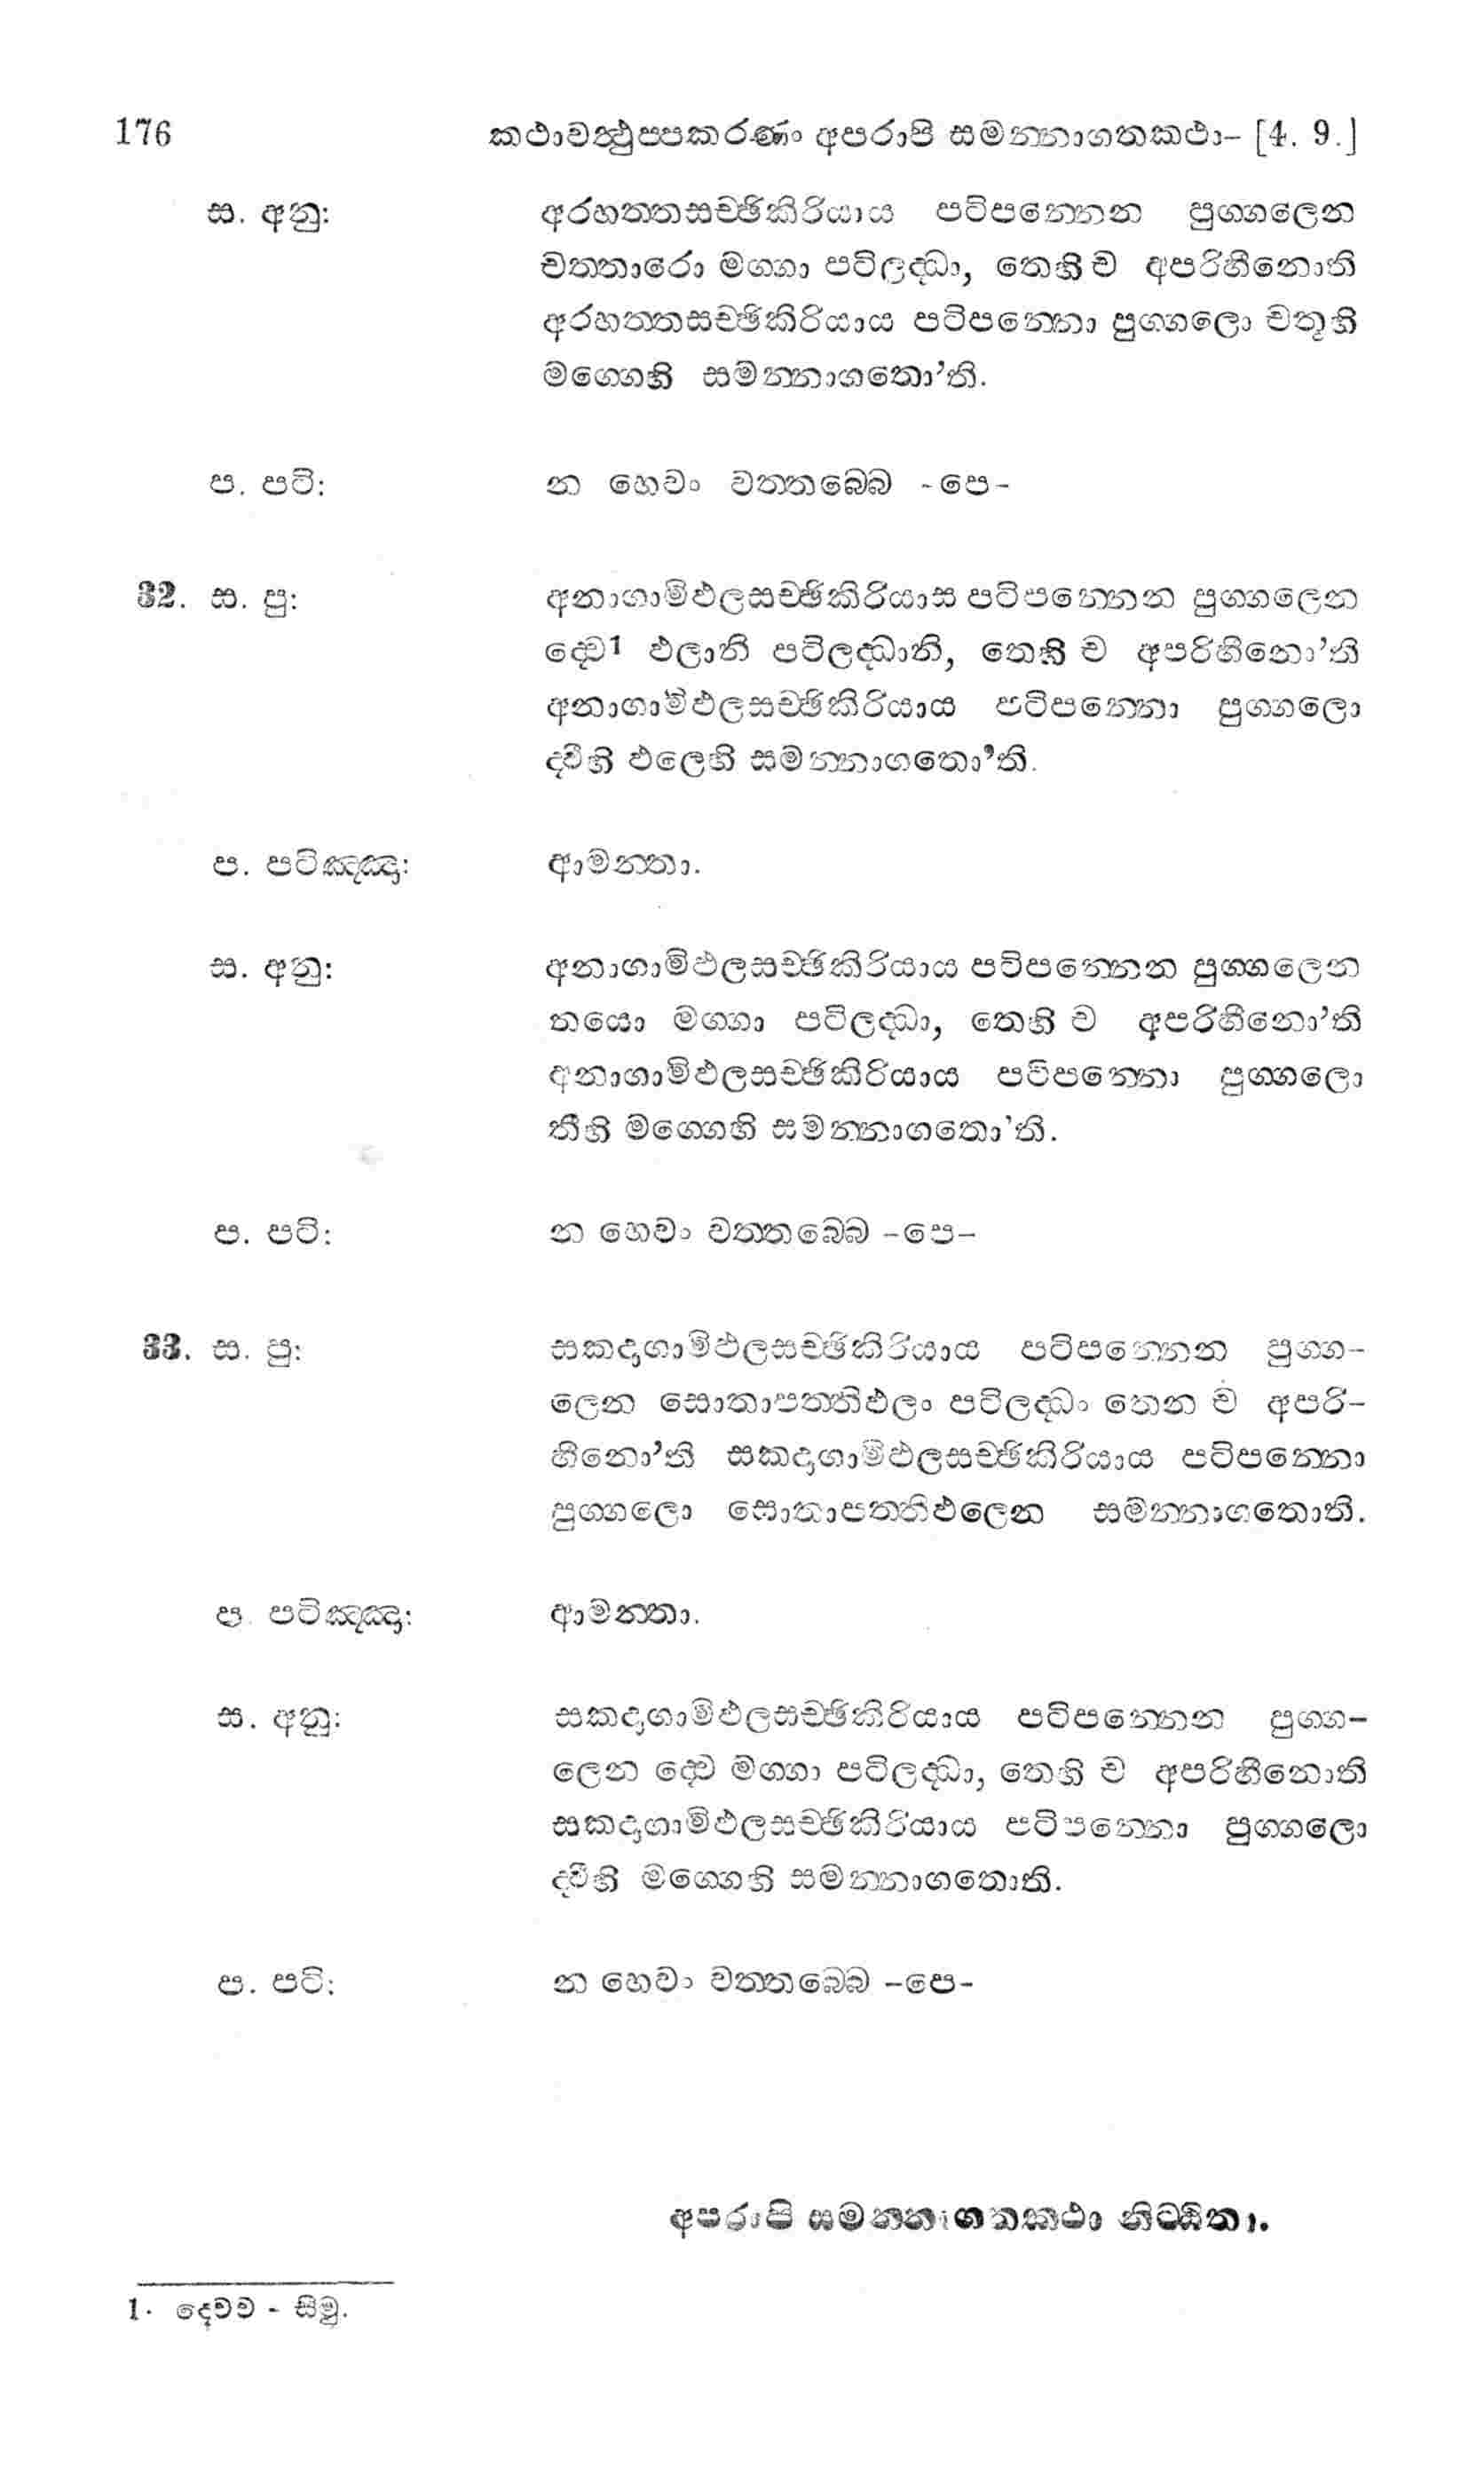 176 කථාවත්‍ථුප‍්පකරණං අපරාපි සමන්‍නාගතකථා– [4. 9.]
ස. අනු: අරහත‍්තසච‍්ඡිකිරියාය පටිපන‍්නෙන පුග‍්ගලෙන
චත‍්තාරො මග‍්ගා පටිලද්‍ධා, තෙහි ච අපරිහීනොති
අරහත‍්තසච‍්ඡිකිරියාය පටිපන‍්නො පුග‍්ගලො චතූහි
මග‍්ගෙහි සමන‍්නාගතො’ති.
ප. පටි: න හෙවං වත‍්තබ‍්බෙ -පෙ-
32. ස. පු: අනාගාමිඵලසච‍්ඡිකිරියාස පටිපන‍්නෙන පුග‍්ගලෙන
ද්‍වෙ1 ඵලානි පටිලද්‍ධානි, තෙහි ච අපරිහීනො’ති
අනාගාමිඵලසච‍්ඡිකිරියාය පටිපන‍්නො පුග‍්ගලො
ද්‍වීහි ඵලෙහි සමන‍්නාගතො’ති.
ප. පටිඤ‍්ඤා: ආමන‍්තා.
ස. අනු: අනාගාමිඵලසච‍්ඡිකිරියාය පටිපන‍්නෙන පුග‍්ගලෙන
තයො මග‍්ගා පටිලද්‍ධා, තෙහි ච අපරිහීනො’ති
අනාගාමිඵලසච‍්ඡිකිරියාය පටිපන‍්නො පුග‍්ගලො
තීහි මග‍්ගෙහි සමන‍්නාගතො’ති.
ප. පටි: න හෙවං වත‍්තබ‍්බෙ –පෙ–
33. ස. පු: සකදාගාමිඵලසච‍්ඡිකිරියාය පටිපන‍්නෙන පුග‍්ග-
ලෙන සොතාපත‍්තිඵලං පටිලද්‍ධං තෙන ච අපරි-
හීනො’ති සකදාගාමිඵලසච‍්ඡිකිරියාය පටිපන‍්නො
පුග‍්ගලො සොතාපත‍්තිඵලෙන සමන‍්නාගතොති.
ප. පටිඤ‍්ඤා: ආමන‍්තා.
ස. අනු: සකදාගාමිඵලසච‍්ඡිකිරියාය පටිපන‍්නෙන පුග‍්ග-
ලෙන ද්‍වෙ මග‍්ගා පටිලද්‍ධා, තෙහි ච අපරිහීනොති
සකදාගාමිඵලසච‍්ඡිකිරියාය පටිපන‍්නො පුග‍්ගලො
ද්‍වීහි මග‍්ගෙහි සමන‍්නාගතොති.
ප. පටි: න හෙවං වත‍්තබ‍්බෙ –පෙ-
අපරාපි සමන‍්නාගතකථා නිට‍්ඨිතා.
1. දෙව්ව - සීමු.